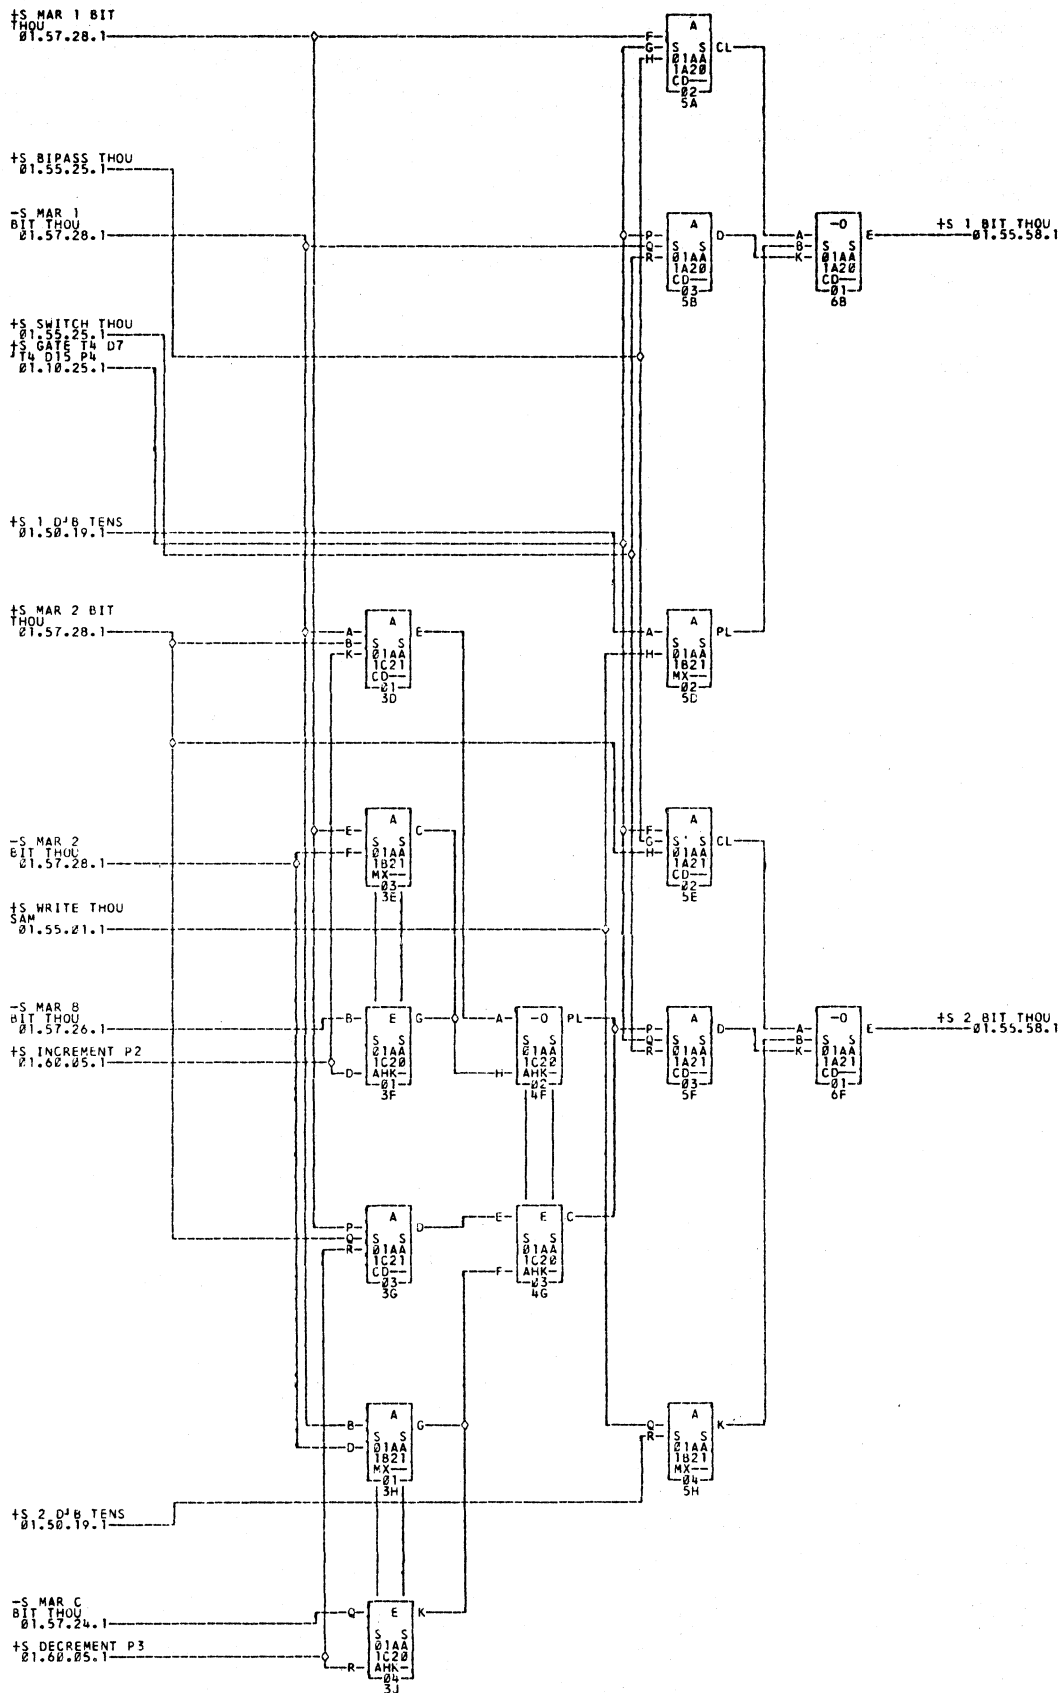 +S MAR 1 BIT
THOU
01.57.28.1
F
G
H
A
S S
01AA
1A20
CD
02
5A
CL
+S BIPASS THOU
01.55.25.1
-S MAR 1
BIT THOU
01.57.28.1
P
Q
R
A
S S
01AA
1A20
CD
03
5B
D
A
B
K
-O
S S
01AA
1A20
CD
01
6B
E
+S 1 BIT THOU
01.55.58.1
+S SWITCH THOU
01.55.25.1
+S GATE T4 D7
T4 D15 P4
01.10.25.1
+S 1 D'B TENS
01.50.19.1
+S MAR 2 BIT
THOU
01.57.28.1
A
B
K
A
S S
01AA
1C21
CD
01
3D
E
A
H
A
S S
01AA
1B21
MX
02
5D
PL
-S MAR 2
BIT THOU
01.57.28.1
E
F
A
S S
01AA
1B21
MX
03
3E
C
F
G
H
A
S S
01AA
1A21
CD
02
5E
CL
+S WRITE THOU
SAM
01.55.01.1
-S MAR B
BIT THOU
01.57.26.1
+S INCREMENT P2
01.60.05.1
B
D
E
S S
01AA
1C20
AHK
01
3F
G
A
H
-O
S S
01AA
1C20
AHK
02
4F
PL
P
Q
R
A
S S
01AA
1A21
CD
03
5F
D
A
B
K
-O
S S
01AA
1A21
CD
01
6F
E
+S 2 BIT THOU
01.55.58.1
P
Q
R
A
S S
01AA
1C21
CD
03
3G
D
E
F
E
S S
01AA
1C20
AHK
03
4G
C
B
D
A
S S
01AA
1B21
MX
01
3H
G
Q
R
A
S S
01AA
1B21
MX
04
5H
K
+S 2 D'B TENS
01.50.19.1
-S MAR C
BIT THOU
01.57.24.1
+S DECREMENT P3
01.60.05.1
Q
R
E
S S
01AA
1C20
AHK
04
3J
K